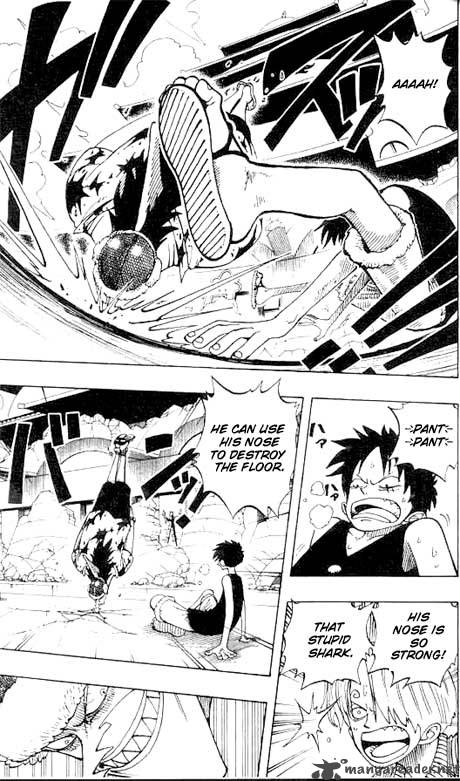 AAAAH!
-PANT-
-PANT-
HE CAN USE
HIS NOSE
TO DESTROY
THE FLOOR.
HIS
NOSE IS
SO
STRONG!
THAT
STUPID
SHARK.
mangareader.net